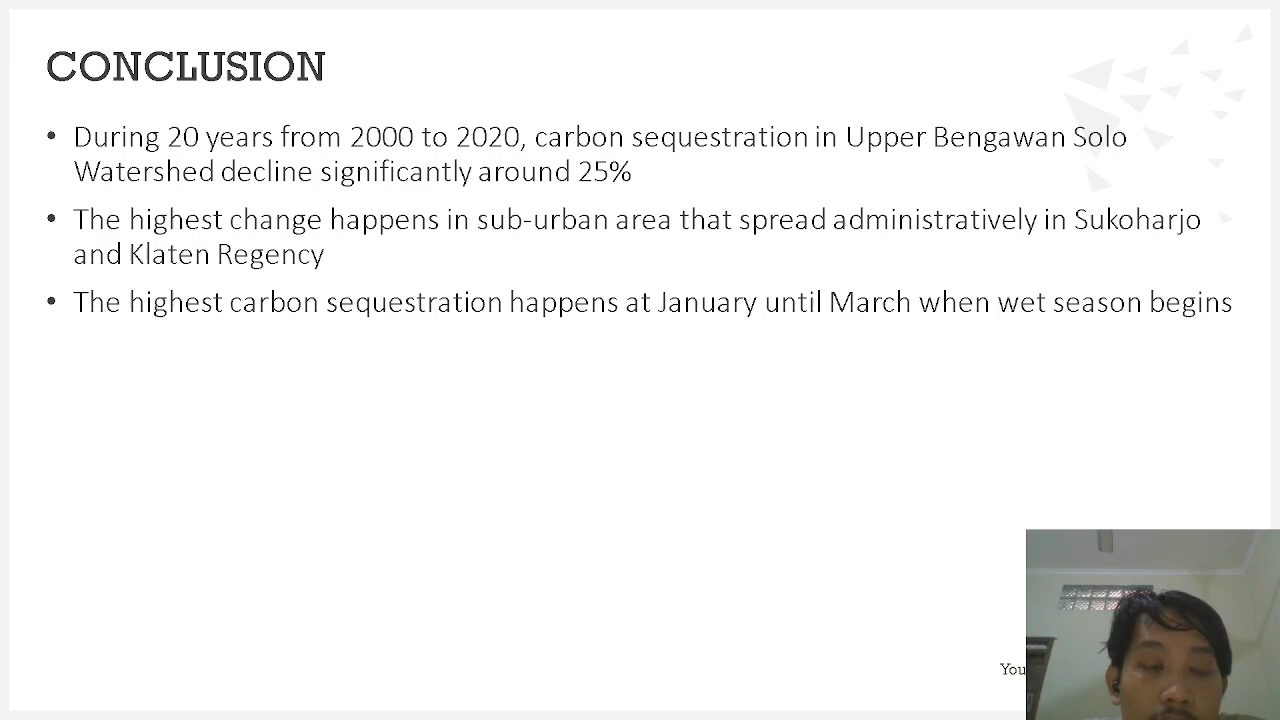 CONCLUSION
• During 20 years from 2000 to 2020, carbon sequestration in Upper Bengawan Solo
Watershed decline significantly around 25%
• The highest change happens in sub-urban area that spread administratively in Sukoharjo
and Klaten Regency
• The highest carbon sequestration happens at January until March when wet season begins
You